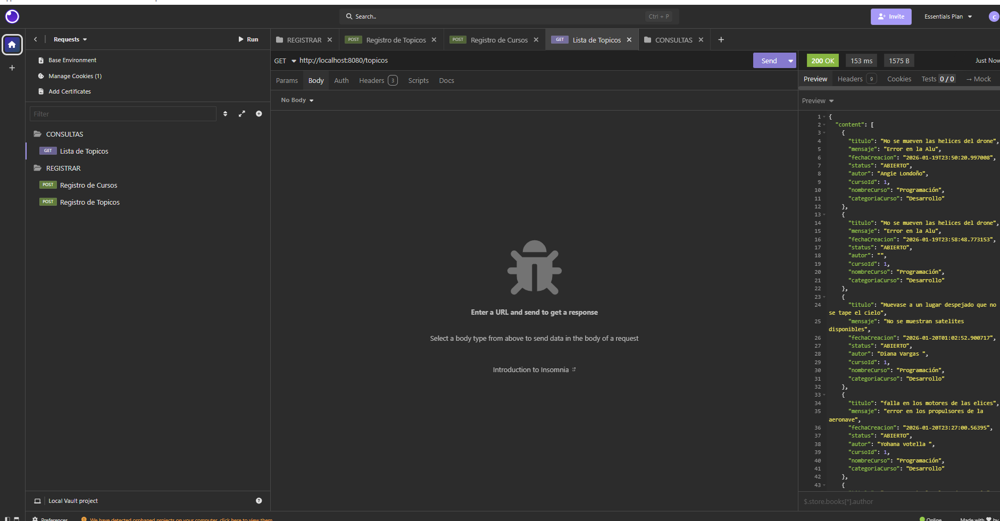 Search..
Ctrl + P
Invite
Essentials Plan
C
Requests
Run
REGISTRAR
POST Registro de Topicos
POST Registro de Cursos
GET Lista de Topicos
CONSULTAS
Base Environment
Manage Cookies (1)
Add Certificates
Filter
CONSULTAS
GET Lista de Topicos
REGISTRAR
POST Registro de Cursos
POST Registro de Topicos
Local Vault project
GET http://localhost:8080/topicos
Send
Params Body Auth Headers 3 Scripts Docs
No Body
Enter a URL and send to get a response
Select a body type from above to send data in the body of a request
Introduction to Insomnia
200 OK 153 ms 1575 B Just Now
Preview Headers 9 Cookies Tests 0 / 0 → Mock
Preview
1 {
2 "content": [
3 {
4 "titulo": "Mo se mueven las helices del drone",
5 "mensaje": "Error en la Alu",
6 "fechaCreacion": "2026-01-19T23:50:20.997008",
7 "status": "ABIERTO",
8 "autor": "Angie Londoño",
9 "cursoId": 1,
10 "nombreCurso": "Programación",
11 "categoriaCurso": "Desarrollo"
12 },
13 {
14 "titulo": "Mo se mueven las helices del drone",
15 "mensaje": "Error en la Alu",
16 "fechaCreacion": "2026-01-19T23:58:48.773153",
17 "status": "ABIERTO",
18 "autor": "",
19 "cursoId": 1,
20 "nombreCurso": "Programación",
21 "categoriaCurso": "Desarrollo"
22 },
23 {
24 "titulo": "Muevase a un lugar despejado que no
se tape el cielo",
25 "mensaje": "No se muestran satelites
disponibles",
26 "fechaCreacion": "2026-01-20T01:02:52.900717",
27 "status": "ABIERTO",
28 "autor": "Diana Vargas ",
29 "cursoId": 1,
30 "nombreCurso": "Programación",
31 "categoriaCurso": "Desarrollo"
32 },
33 {
34 "titulo": "falla en los motores de las elices",
35 "mensaje": "error en los propulsores de la
aeronave",
36 "fechaCreacion": "2026-01-20T23:27:00.56395",
37 "status": "ABIERTO",
38 "autor": "Yohana votella ",
39 "cursoId": 1,
40 "nombreCurso": "Programación",
41 "categoriaCurso": "Desarrollo"
42 },
43 {
$.store.books[*].author
Preferences
We have detected orphaned projects on your computer, click here to view them
Online
Made with
by